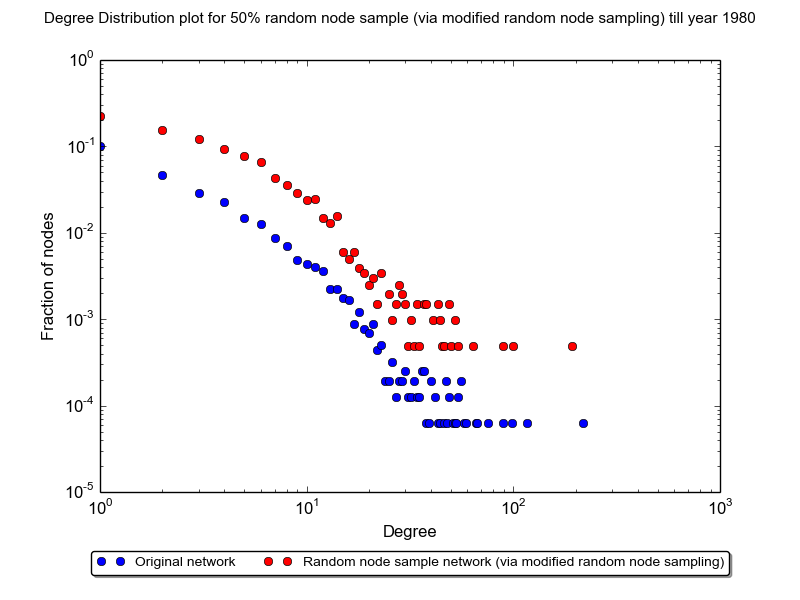 Degree Distribution plot for 50% random node sample (via modified random node sampling) till year 1980
10^0
10^-1
10^-2
10^-3
10^-4
10^-5
Fraction of nodes
10^0 10^1 10^2 10^3
Degree
Original network Random node sample network (via modified random node sampling)